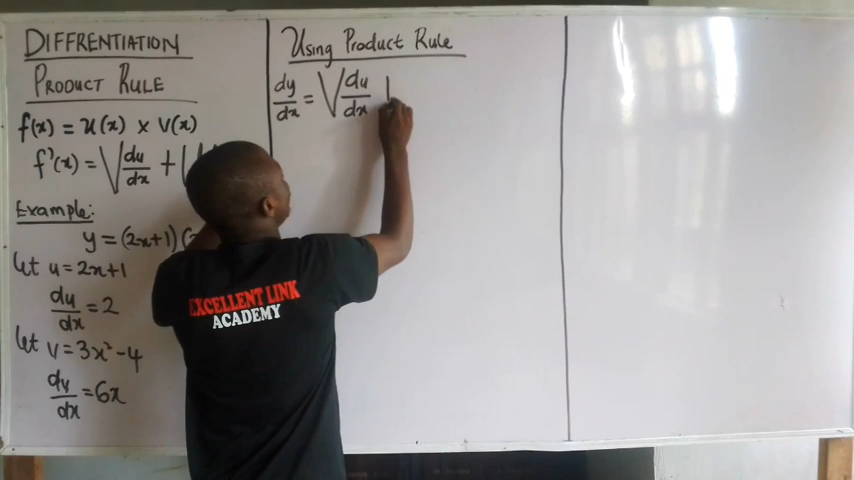 DIFFRENTIATION
PRODUCT RULE
f(x) = u(x) x v(x)
f'(x) = V du/dx +
Example:
y = (2x+1)(
let u = 2x+1
du/dx = 2
let v = 3x² - 4
dv/dx = 6x
Using Product Rule
dy/dx = V du/dx
EXCELLENT LINK
ACADEMY